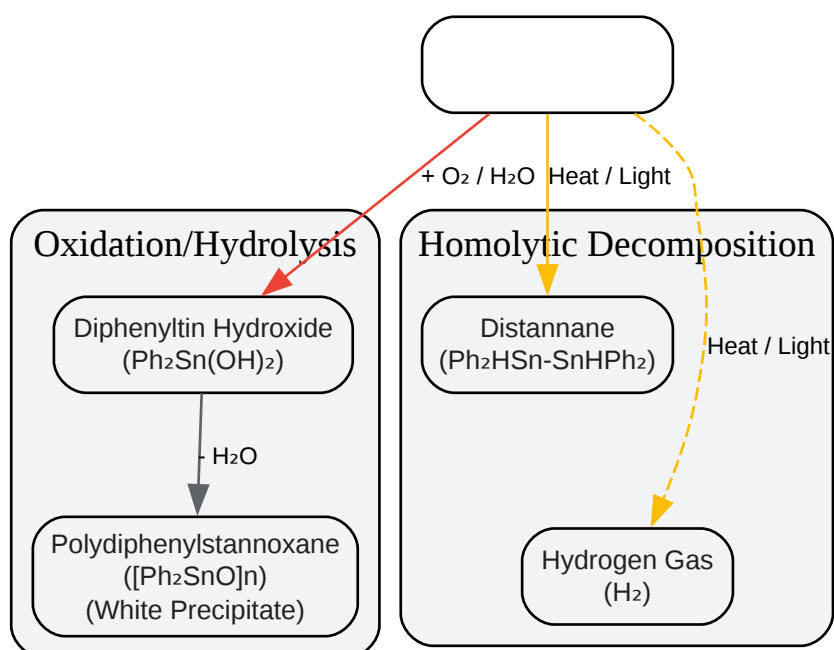 + O₂ / H₂O
Heat / Light
Oxidation/Hydrolysis
Homolytic Decomposition
Diphenyltin Hydroxide
(Ph₂Sn(OH)₂)
Distannane
(Ph₂HSn-SnHPh₂)
Heat / Light
- H₂O
Polydiphenylstannoxane
([Ph₂SnO]n)
(White Precipitate)
Hydrogen Gas
(H₂)